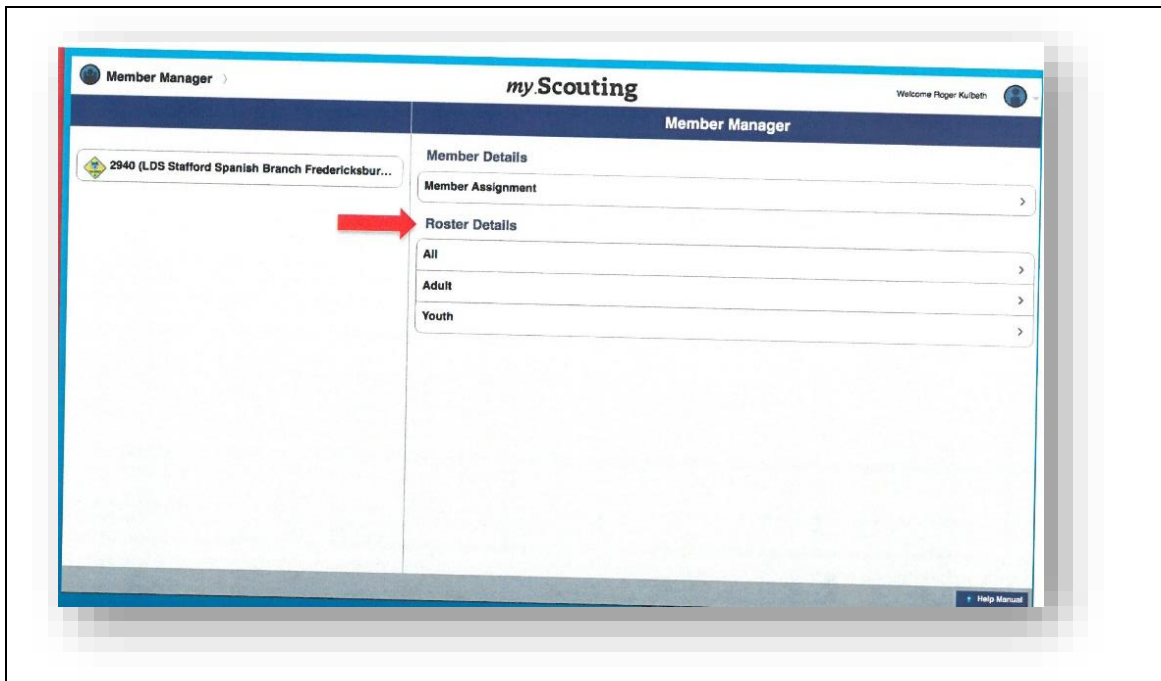 Member Manager
my.Scouting
Welcome Roger Kulbeth
Member Manager
2940 (LDS Stafford Spanish Branch Fredericksbur...
Member Details
Member Assignment
Roster Details
All
Adult
Youth
Help Manual